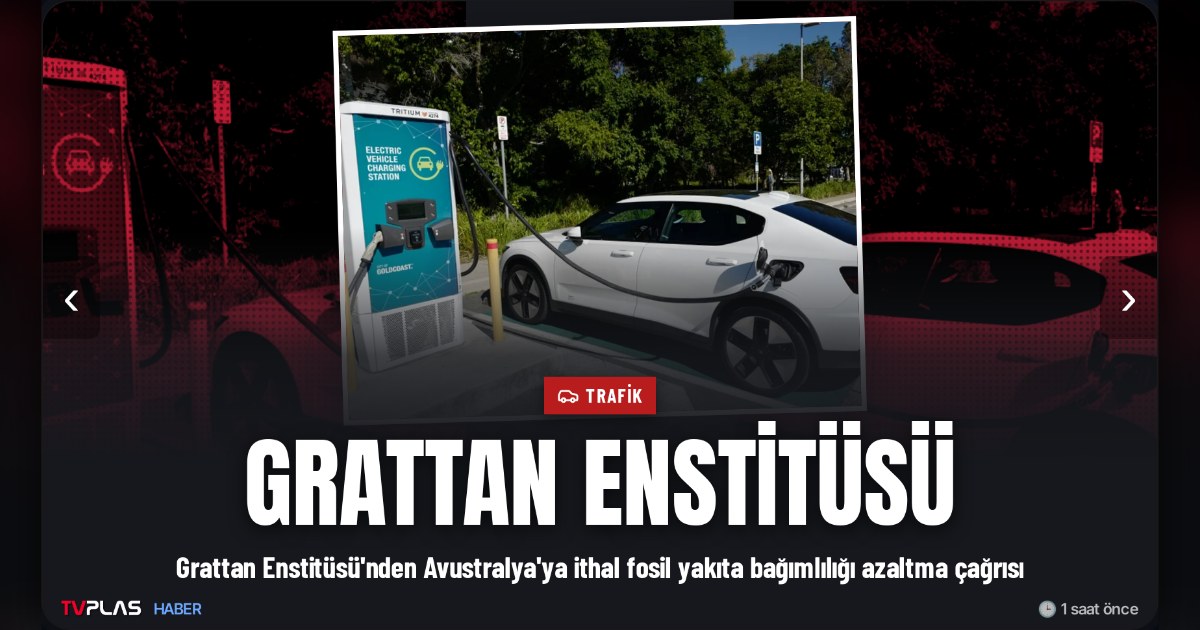 TRITIUM
ELECTRIC
VEHICLE
CHARGING
STATION
GOLDCOAST.
P
TRAFİK
GRATTAN ENSTİTÜSÜ
Grattan Enstitüsü'nden Avustralya'ya ithal fosil yakıta bağımlılığı azaltma çağrısı
TVPLAS HABER
1 saat önce